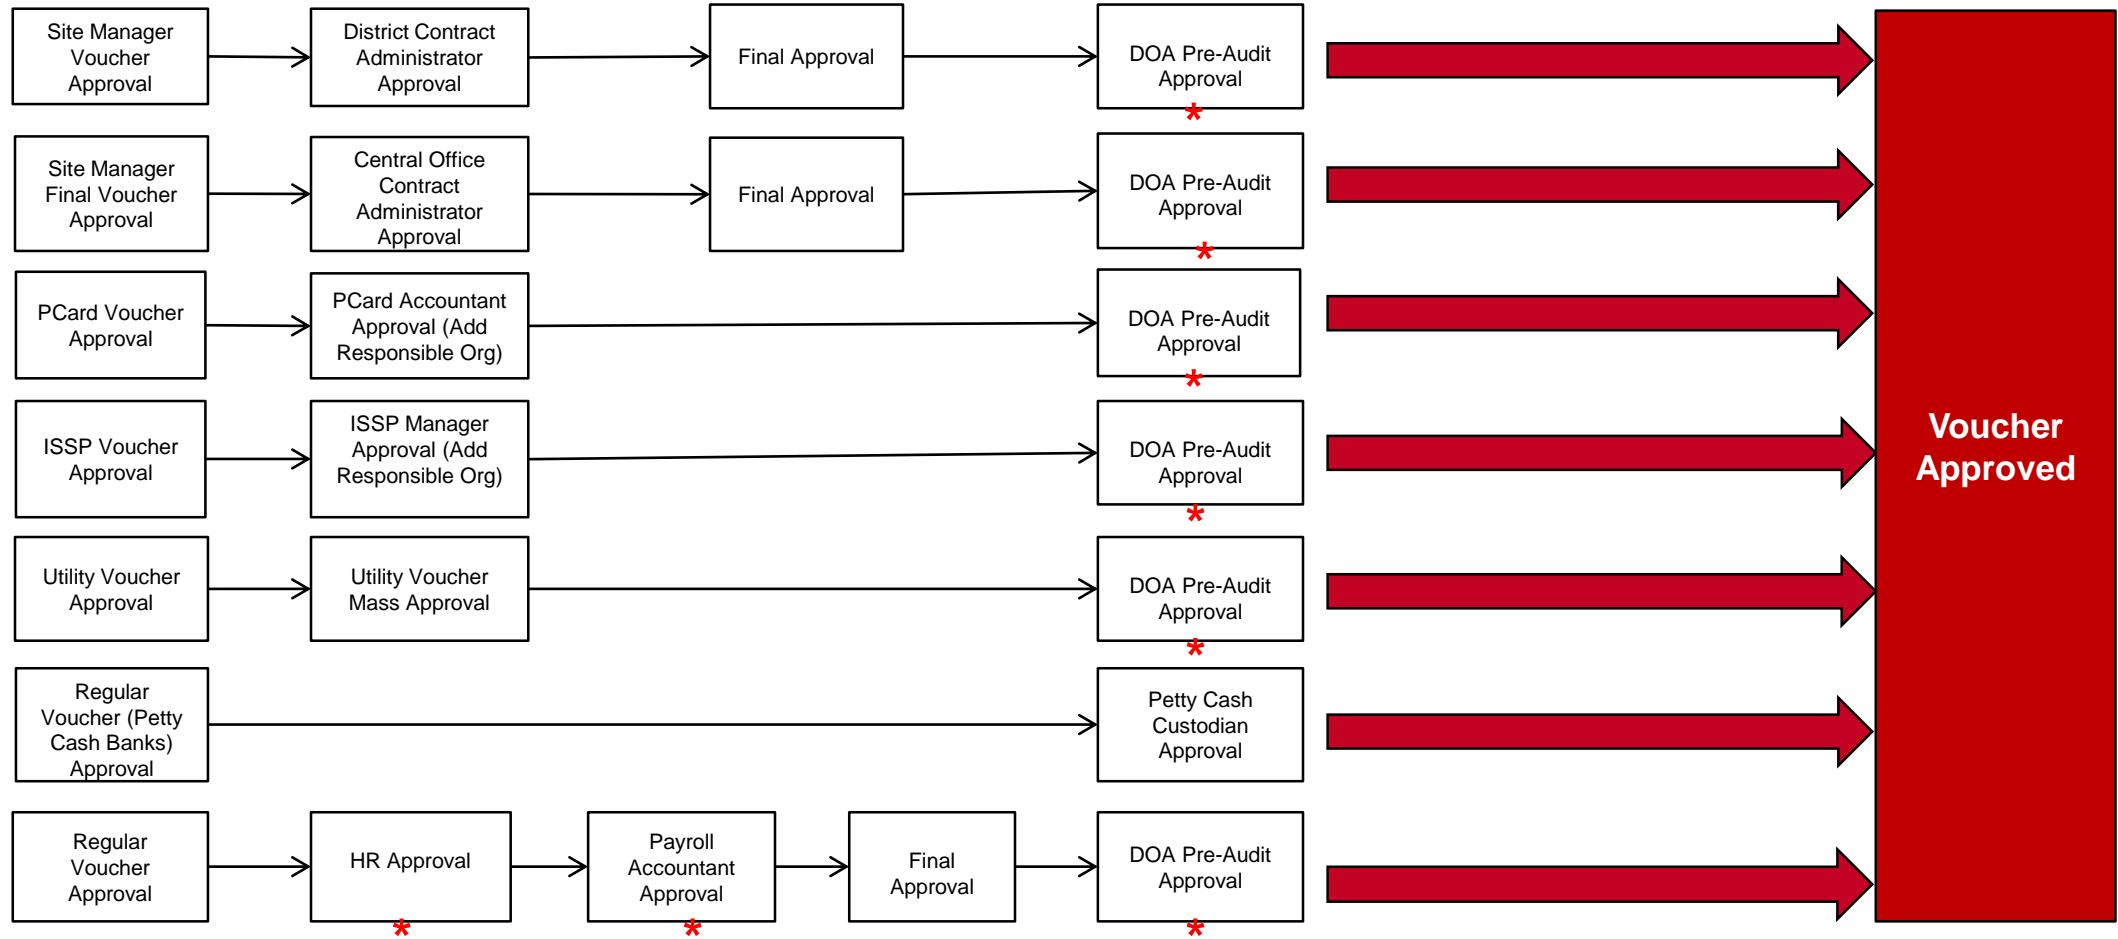 Site Manager
Voucher
Approval
District Contract
Administrator
Approval
Final Approval
DOA Pre-Audit
Approval
*
Site Manager
Final Voucher
Approval
Central Office
Contract
Administrator
Approval
Final Approval
DOA Pre-Audit
Approval
*
PCard Voucher
Approval
PCard Accountant
Approval (Add
Responsible Org)
DOA Pre-Audit
Approval
*
ISSP Voucher
Approval
ISSP Manager
Approval (Add
Responsible Org)
DOA Pre-Audit
Approval
*
Utility Voucher
Approval
Utility Voucher
Mass Approval
DOA Pre-Audit
Approval
*
Regular
Voucher (Petty
Cash Banks)
Approval
Petty Cash
Custodian
Approval
Regular
Voucher
Approval
HR Approval
*
Payroll
Accountant
Approval
*
Final
Approval
DOA Pre-Audit
Approval
*
Voucher
Approved